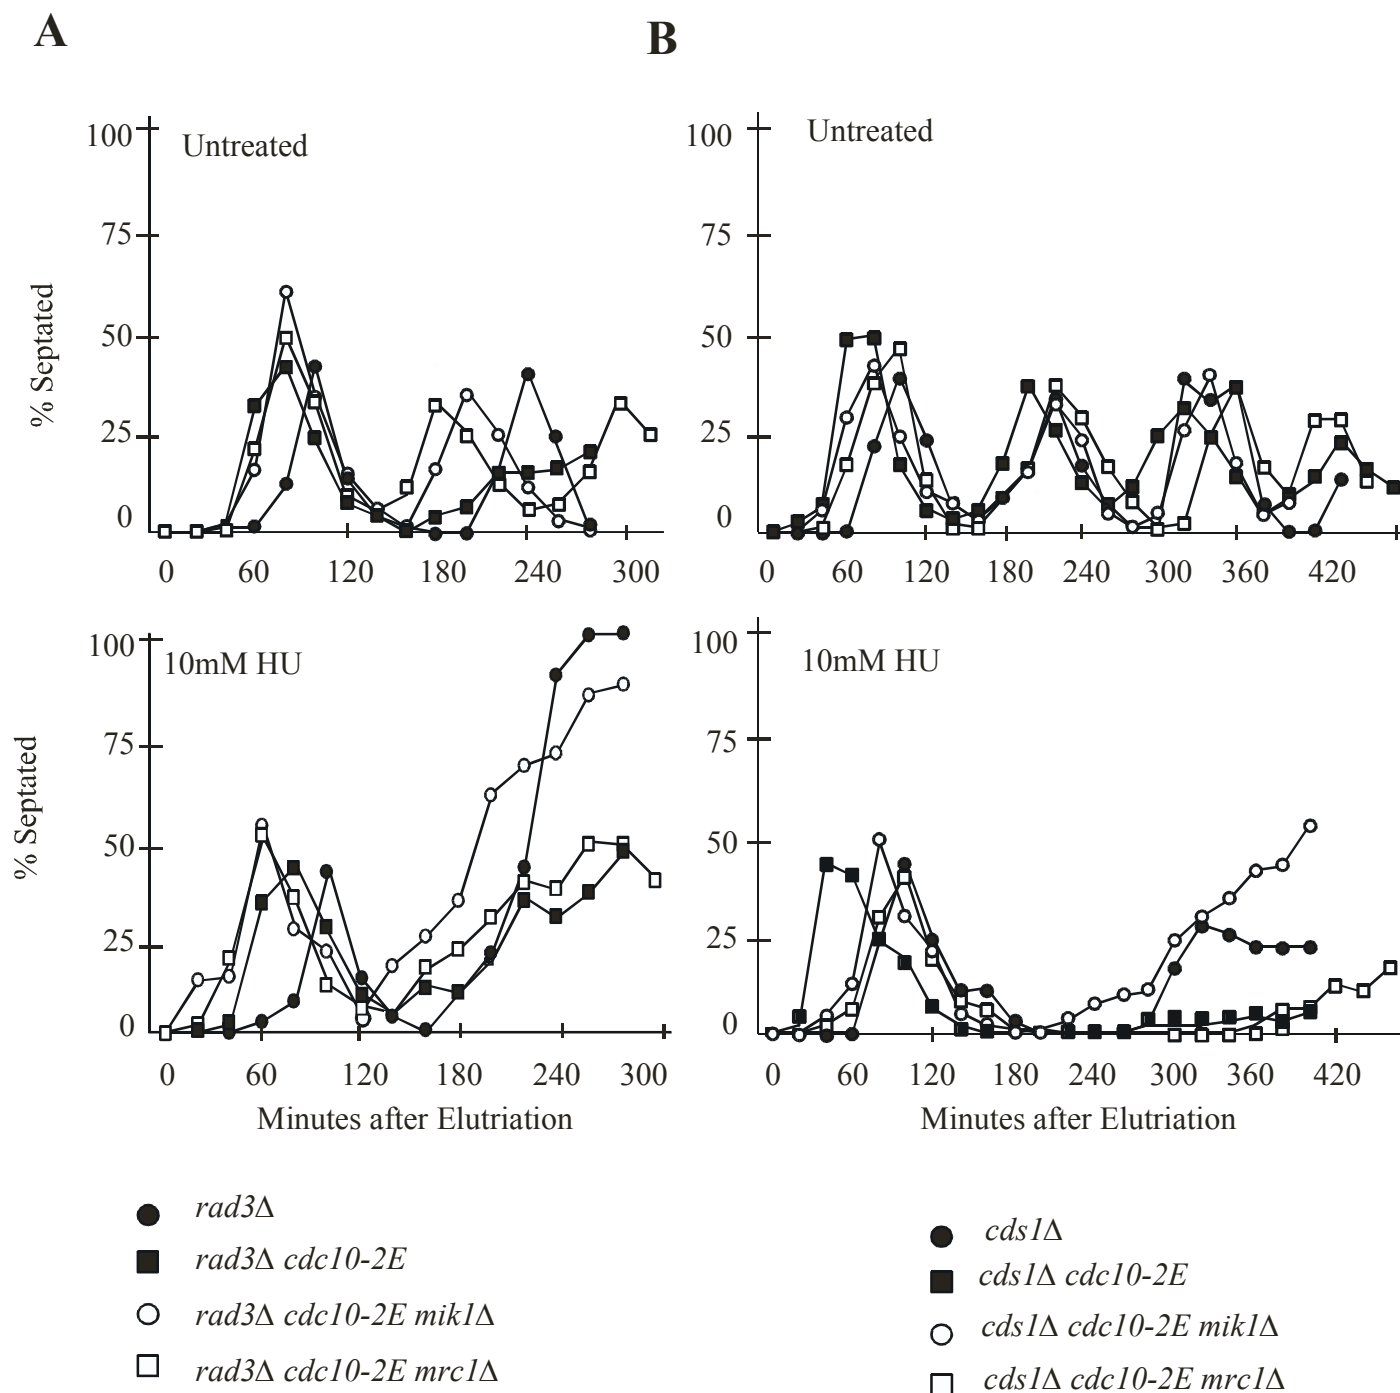 A
B
Untreated
100
75
50
25
0
% Septated
0 60 120 180 240 300
Untreated
100
75
50
25
0
0 60 120 180 240 300 360 420
10mM HU
100
75
50
25
0
% Septated
0 60 120 180 240 300
Minutes after Elutriation
10mM HU
100
75
50
25
0
0 60 120 180 240 300 360 420
Minutes after Elutriation
rad3Δ
rad3Δ cdc10-2E
rad3Δ cdc10-2E mik1Δ
rad3Δ cdc10-2E mrc1Δ
cds1Δ
cds1Δ cdc10-2E
cds1Δ cdc10-2E mik1Δ
cds1Δ cdc10-2E mrc1Δ